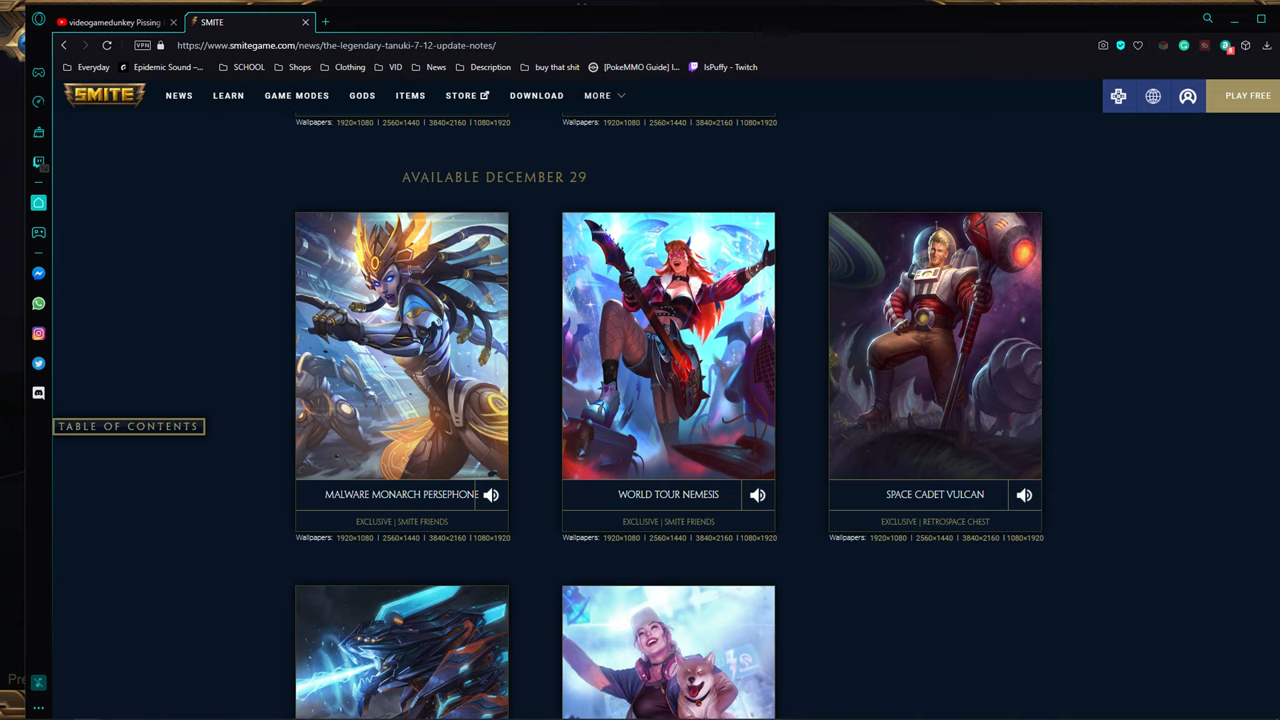 videogamedunkey Pissing
SMITE
VPN
https://www.smitegame.com/news/the-legendary-tanuki-7-12-update-notes/
Everyday
Epidemic Sound –...
SCHOOL
Shops
Clothing
VID
News
Description
buy that shit
[PokeMMO Guide] I...
IsPuffy - Twitch
SMITE
NEWS
LEARN
GAME MODES
GODS
ITEMS
STORE
DOWNLOAD
MORE
PLAY FREE
Wallpapers: 1920×1080 | 2560×1440 | 3840×2160 | 1080×1920
Wallpapers: 1920×1080 | 2560×1440 | 3840×2160 | 1080×1920
AVAILABLE DECEMBER 29
TABLE OF CONTENTS
MALWARE MONARCH PERSEPHONE
EXCLUSIVE | SMITE FRIENDS
Wallpapers: 1920×1080 | 2560×1440 | 3840×2160 | 1080×1920
WORLD TOUR NEMESIS
EXCLUSIVE | SMITE FRIENDS
Wallpapers: 1920×1080 | 2560×1440 | 3840×2160 | 1080×1920
SPACE CADET VULCAN
EXCLUSIVE | RETROSPACE CHEST
Wallpapers: 1920×1080 | 2560×1440 | 3840×2160 | 1080×1920
Pre